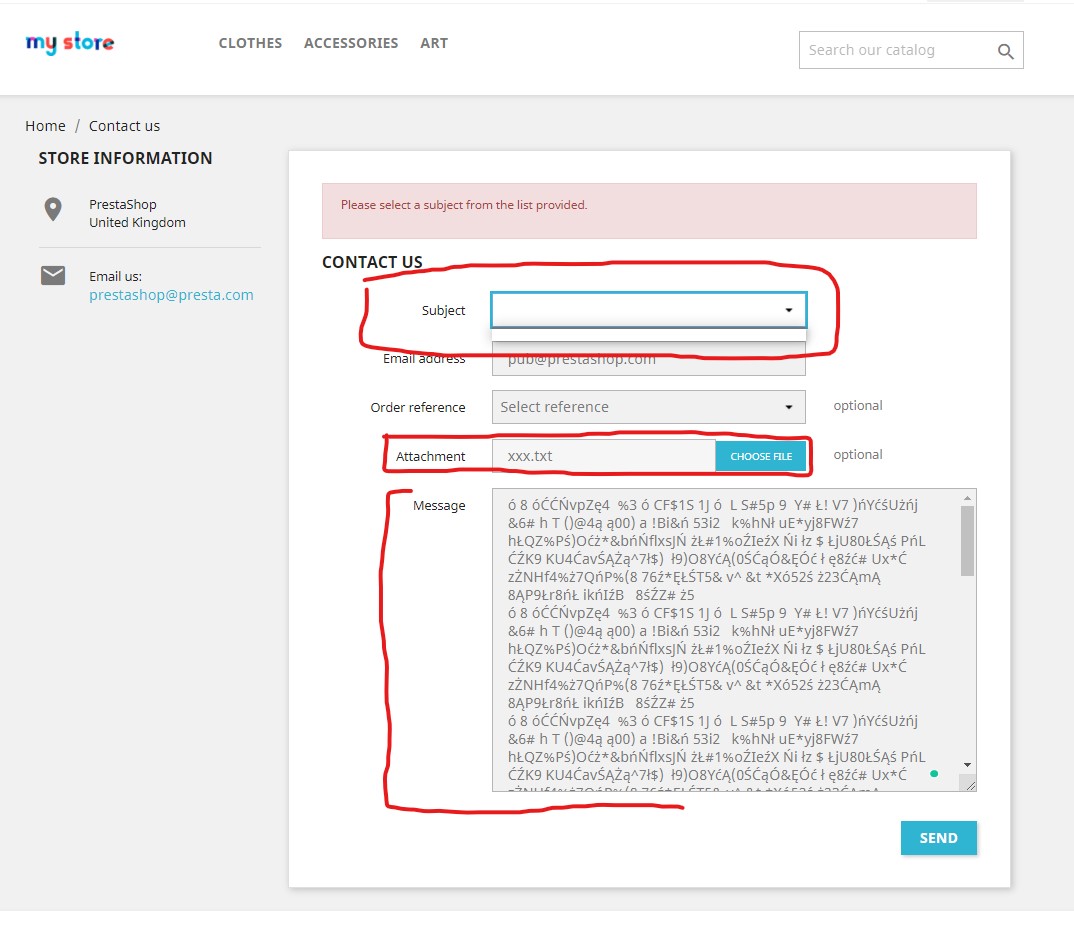 my store
CLOTHES ACCESSORIES ART
Search our catalog
Home / Contact us
STORE INFORMATION
PrestaShop
United Kingdom
Email us:
prestashop@presta.com
Please select a subject from the list provided.
CONTACT US
Subject
Email address pub@prestashop.com
Order reference Select reference optional
Attachment xxx.txt CHOOSE FILE optional
Message
ó 8 óĆĆŃvpZę4 %3 ó CF$1S 1J ó L S#5p 9 Y# Ł! V7 )ńYćśUżńj
&6# h T ()@4ą ą00) a !Bi&ń 53i2 k%hNł uE*yj8FWź7
hŁQZ%Pś)Oćż*&bńŃflxsJŃ żŁ#1%oŹIeźX Ńi łz $ ŁjU80ŁŚĄś PńL
ĆŹK9 KU4ĆavŚĄŻą^7ł$) ł9)O8YćĄ(0ŚĆąÓ&ĘÓć ł ę8źć# Ux*Ć
zŻNHf4%ż7QńP%(8 76ź*ĘŁŚT5& v^ &t *Xó52ś ż23ĆĄmĄ
8ĄP9Łr8ńŁ ikńIźB 8śŹZ# ż5
ó 8 óĆĆŃvpZę4 %3 ó CF$1S 1J ó L S#5p 9 Y# Ł! V7 )ńYćśUżńj
&6# h T ()@4ą ą00) a !Bi&ń 53i2 k%hNł uE*yj8FWź7
hŁQZ%Pś)Oćż*&bńŃflxsJŃ żŁ#1%oŹIeźX Ńi łz $ ŁjU80ŁŚĄś PńL
ĆŹK9 KU4ĆavŚĄŻą^7ł$) ł9)O8YćĄ(0ŚĆąÓ&ĘÓć ł ę8źć# Ux*Ć
zŻNHf4%ż7QńP%(8 76ź*ĘŁŚT5& v^ &t *Xó52ś ż23ĆĄmĄ
8ĄP9Łr8ńŁ ikńIźB 8śŹZ# ż5
ó 8 óĆĆŃvpZę4 %3 ó CF$1S 1J ó L S#5p 9 Y# Ł! V7 )ńYćśUżńj
&6# h T ()@4ą ą00) a !Bi&ń 53i2 k%hNł uE*yj8FWź7
hŁQZ%Pś)Oćż*&bńŃflxsJŃ żŁ#1%oŹIeźX Ńi łz $ ŁjU80ŁŚĄś PńL
ĆŹK9 KU4ĆavŚĄŻą^7ł$) ł9)O8YćĄ(0ŚĆąÓ&ĘÓć ł ę8źć# Ux*Ć
SEND